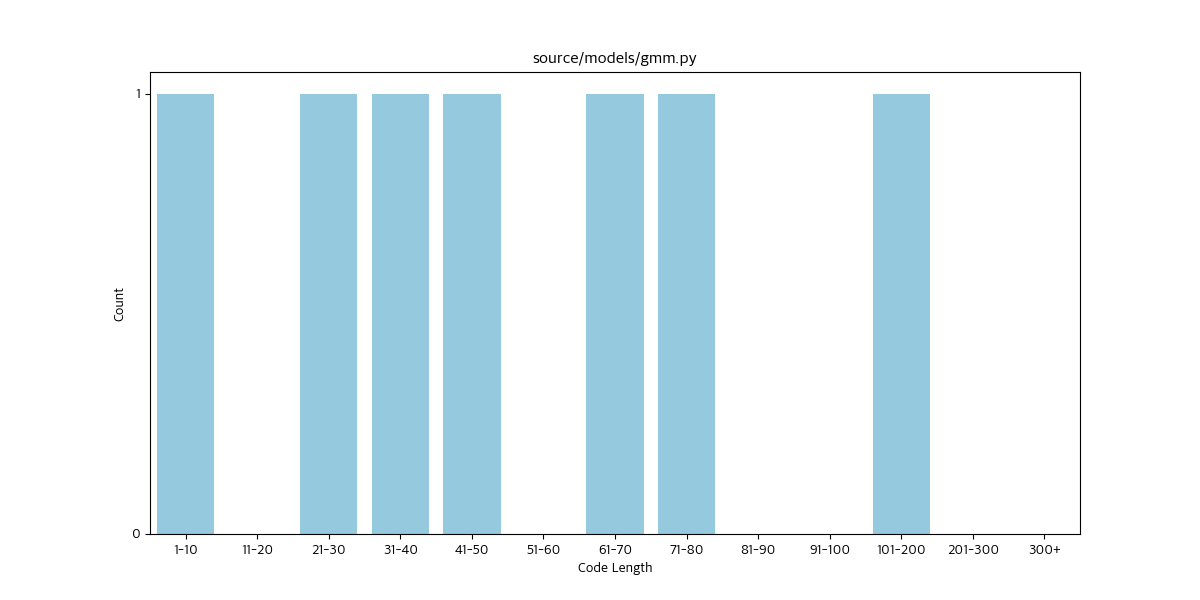 source/models/gmm.py
1
Count
0
1-10 11-20 21-30 31-40 41-50 51-60 61-70 71-80 81-90 91-100 101-200 201-300 300+
Code Length